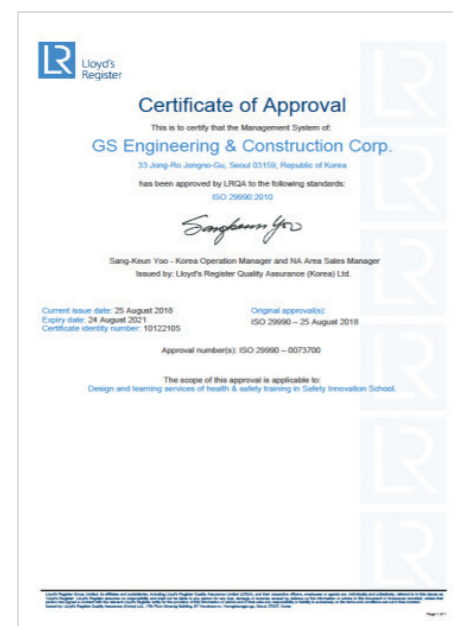 LR
Lloyd's
Register
Certificate of Approval
This is to certify that the Management System of:
GS Engineering & Construction Corp.
33 Jong-Ro Jongno-Gu, Seoul 03159, Republic of Korea
has been approved by LRQA to the following standards:
ISO 29990:2010
Sang-Keun Yoo - Korea Operation Manager and NA Area Sales Manager
Issued by: Lloyd's Register Quality Assurance (Korea) Ltd.
Current issue date: 25 August 2018
Expiry date: 24 August 2021
Certificate identity number: 10122105
Original approval(s):
ISO 29990 – 25 August 2018
Approval number(s): ISO 29990 – 0073700
The scope of this approval is applicable to:
Design and learning services of health & safety training in Safety Innovation School.
Page 1 of 1